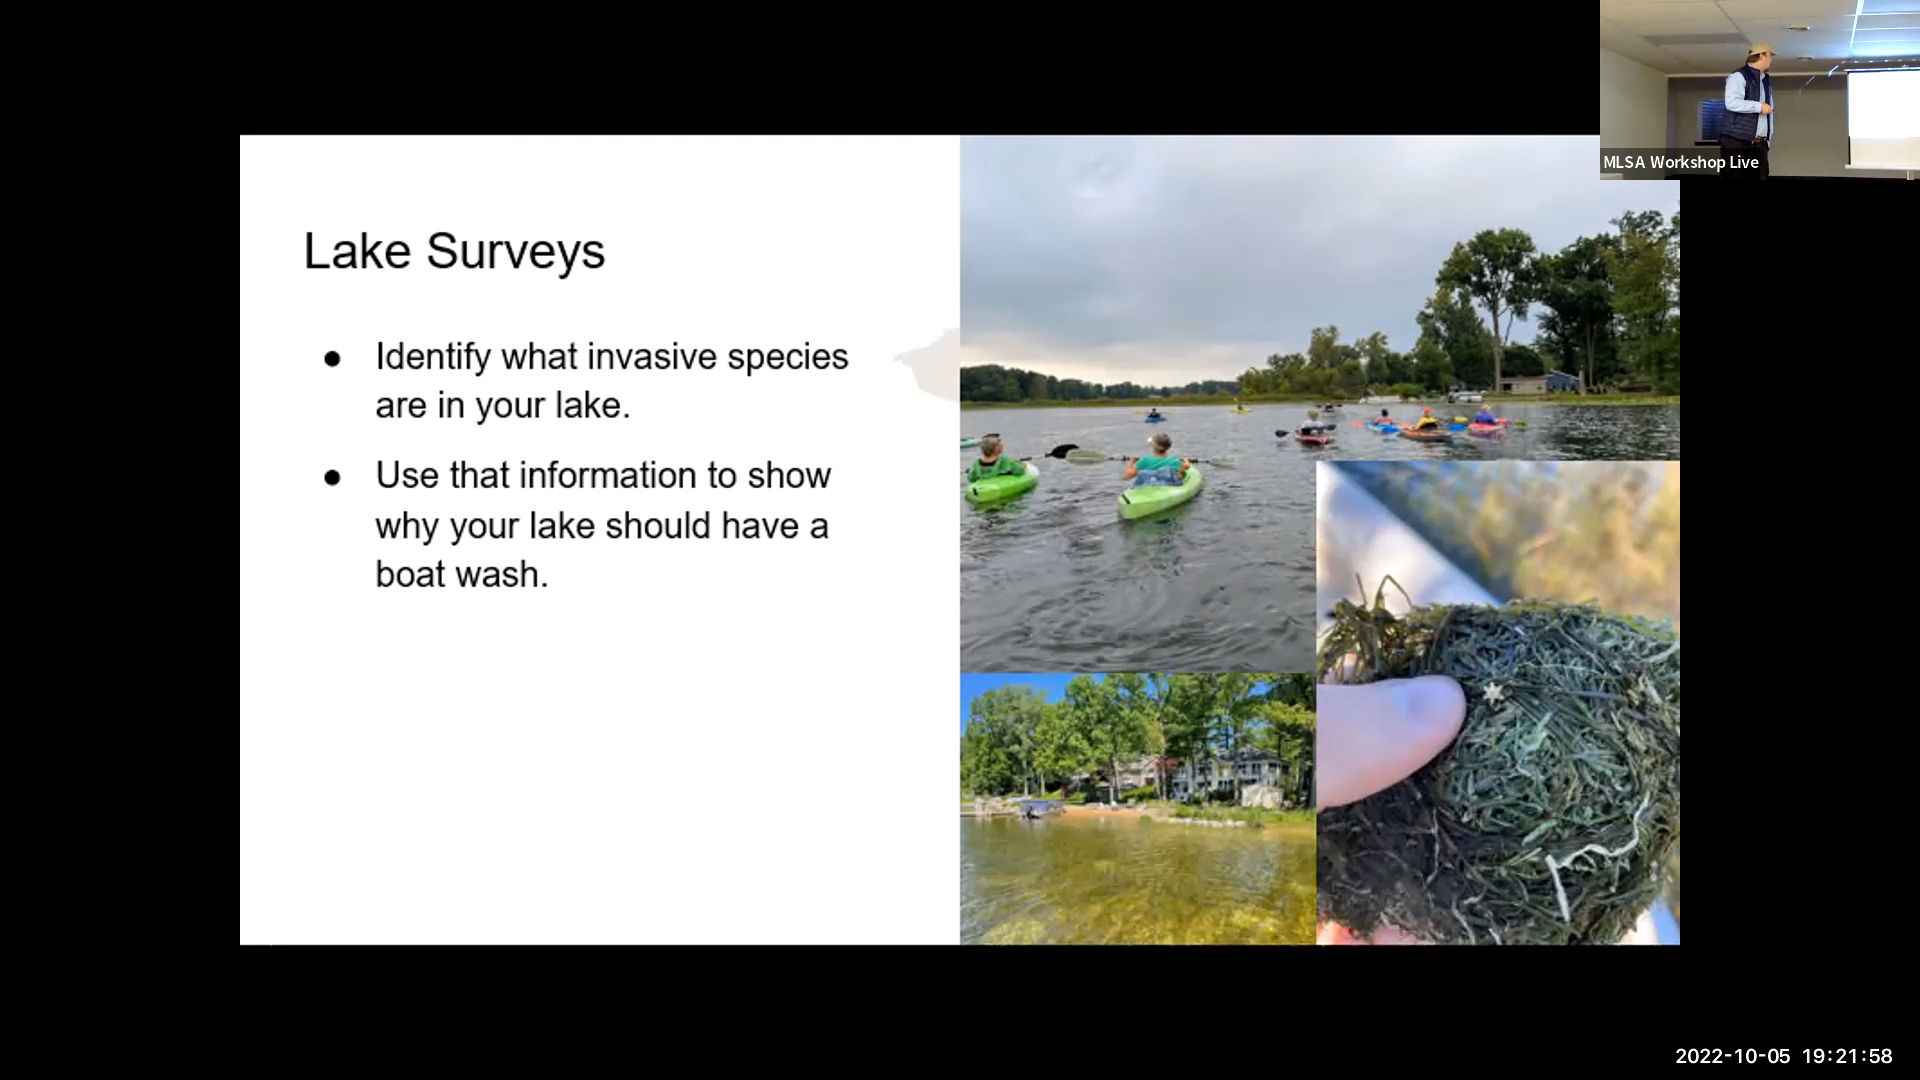 MLSA Workshop Live
Lake Surveys
● Identify what invasive species
are in your lake.
● Use that information to show
why your lake should have a
boat wash.
2022-10-05 19:21:58